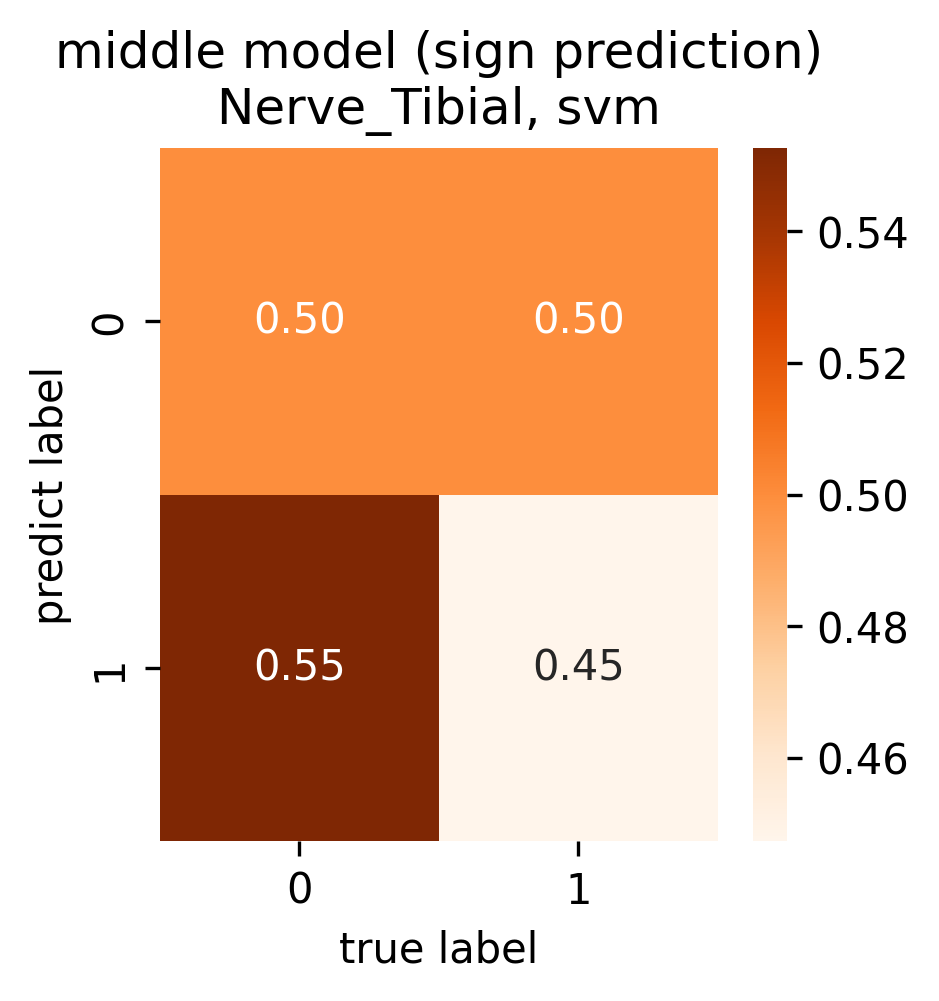 middle model (sign prediction)
Nerve_Tibial, svm
0.50 0.50
0.55 0.45
0
1
predict label
0 1
true label
0.54
0.52
0.50
0.48
0.46